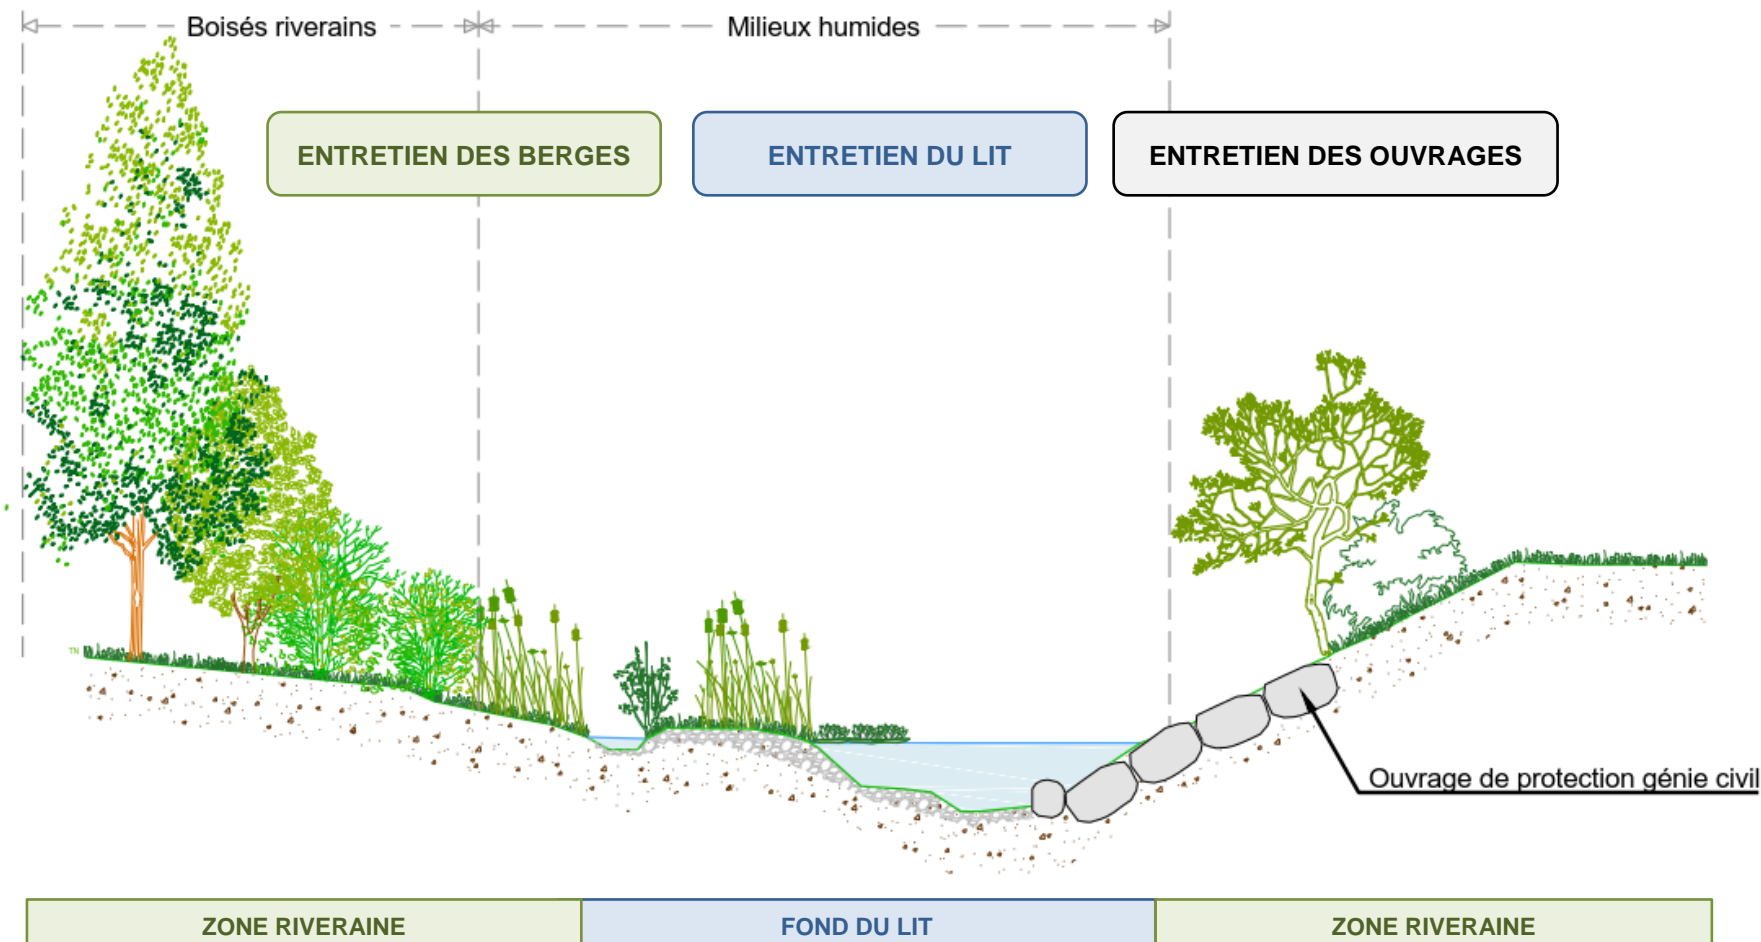 Boisés riverains
Milieux humides
ENTRETIEN DES BERGES
ENTRETIEN DU LIT
ENTRETIEN DES OUVRAGES
TN
Ouvrage de protection génie civil
ZONE RIVERAINE
FOND DU LIT
ZONE RIVERAINE